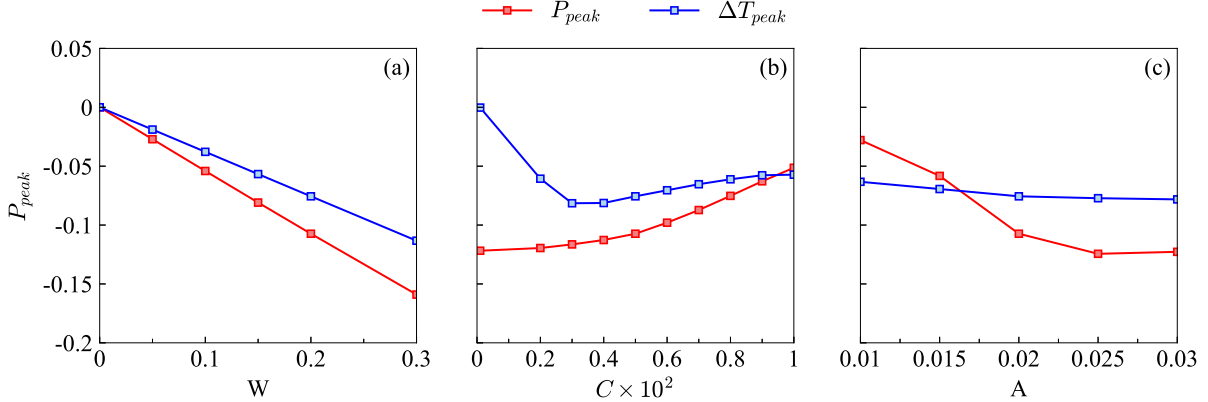 P_peak ΔT_peak
(a) (b) (c)
0.05
0
-0.05
-0.1
-0.15
-0.2
P_peak
0 0.1 0.2 0.3
0 0.2 0.4 0.6 0.8 1
0.01 0.015 0.02 0.025 0.03
W C × 10² A